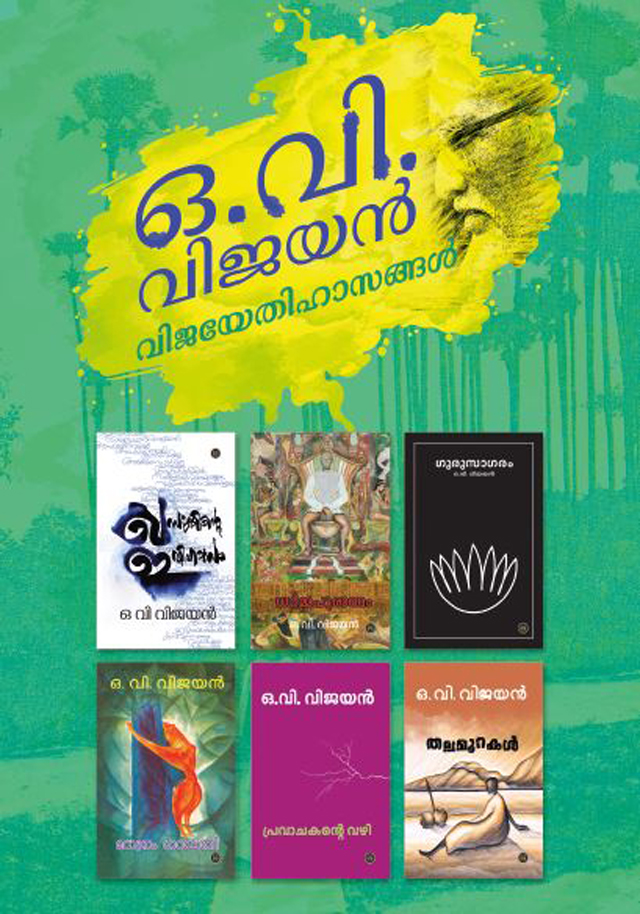 ഒ.വി.
വിജയൻ
വിജയേതിഹാസങ്ങൾ
ഖസാക്കിന്റെ
ഇതിഹാസം
ഒ വി വിജയൻ
ധർമ്മപുരാണം
ഒ.വി. വിജയൻ
ഗുരുസാഗരം
ഒ.വി. വിജയൻ
ഒ. വി. വിജയൻ
മധുരം ഗായതി
ഒ.വി. വിജയൻ
പ്രവാചകന്റെ വഴി
ഒ. വി. വിജയൻ
തലമുറകൾ